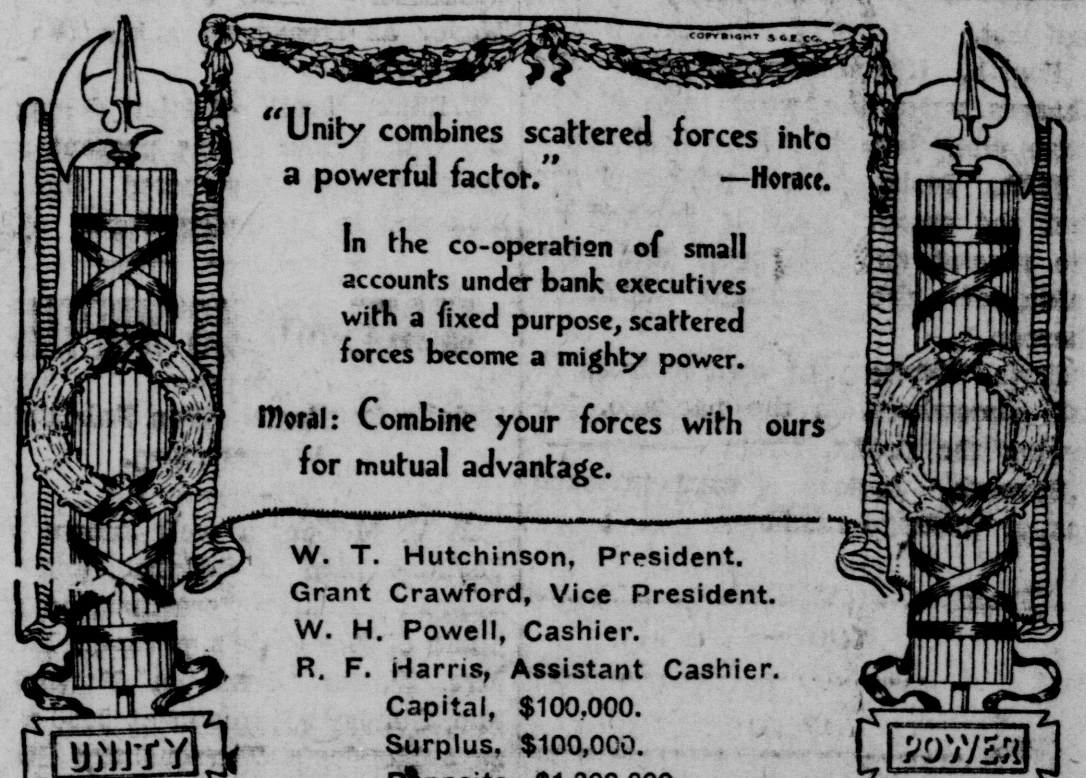 COPYRIGHT S G E CO.
“Unity combines scattered forces into
a powerful factor.” —Horace.
In the co-operation of small
accounts under bank executives
with a fixed purpose, scattered
forces become a mighty power.
Moral: Combine your forces with ours
for mutual advantage.
W. T. Hutchinson, President.
Grant Crawford, Vice President.
W. H. Powell, Cashier.
R. F. Harris, Assistant Cashier.
Capital, $100,000.
Surplus. $100,000.
UNITY
POWER